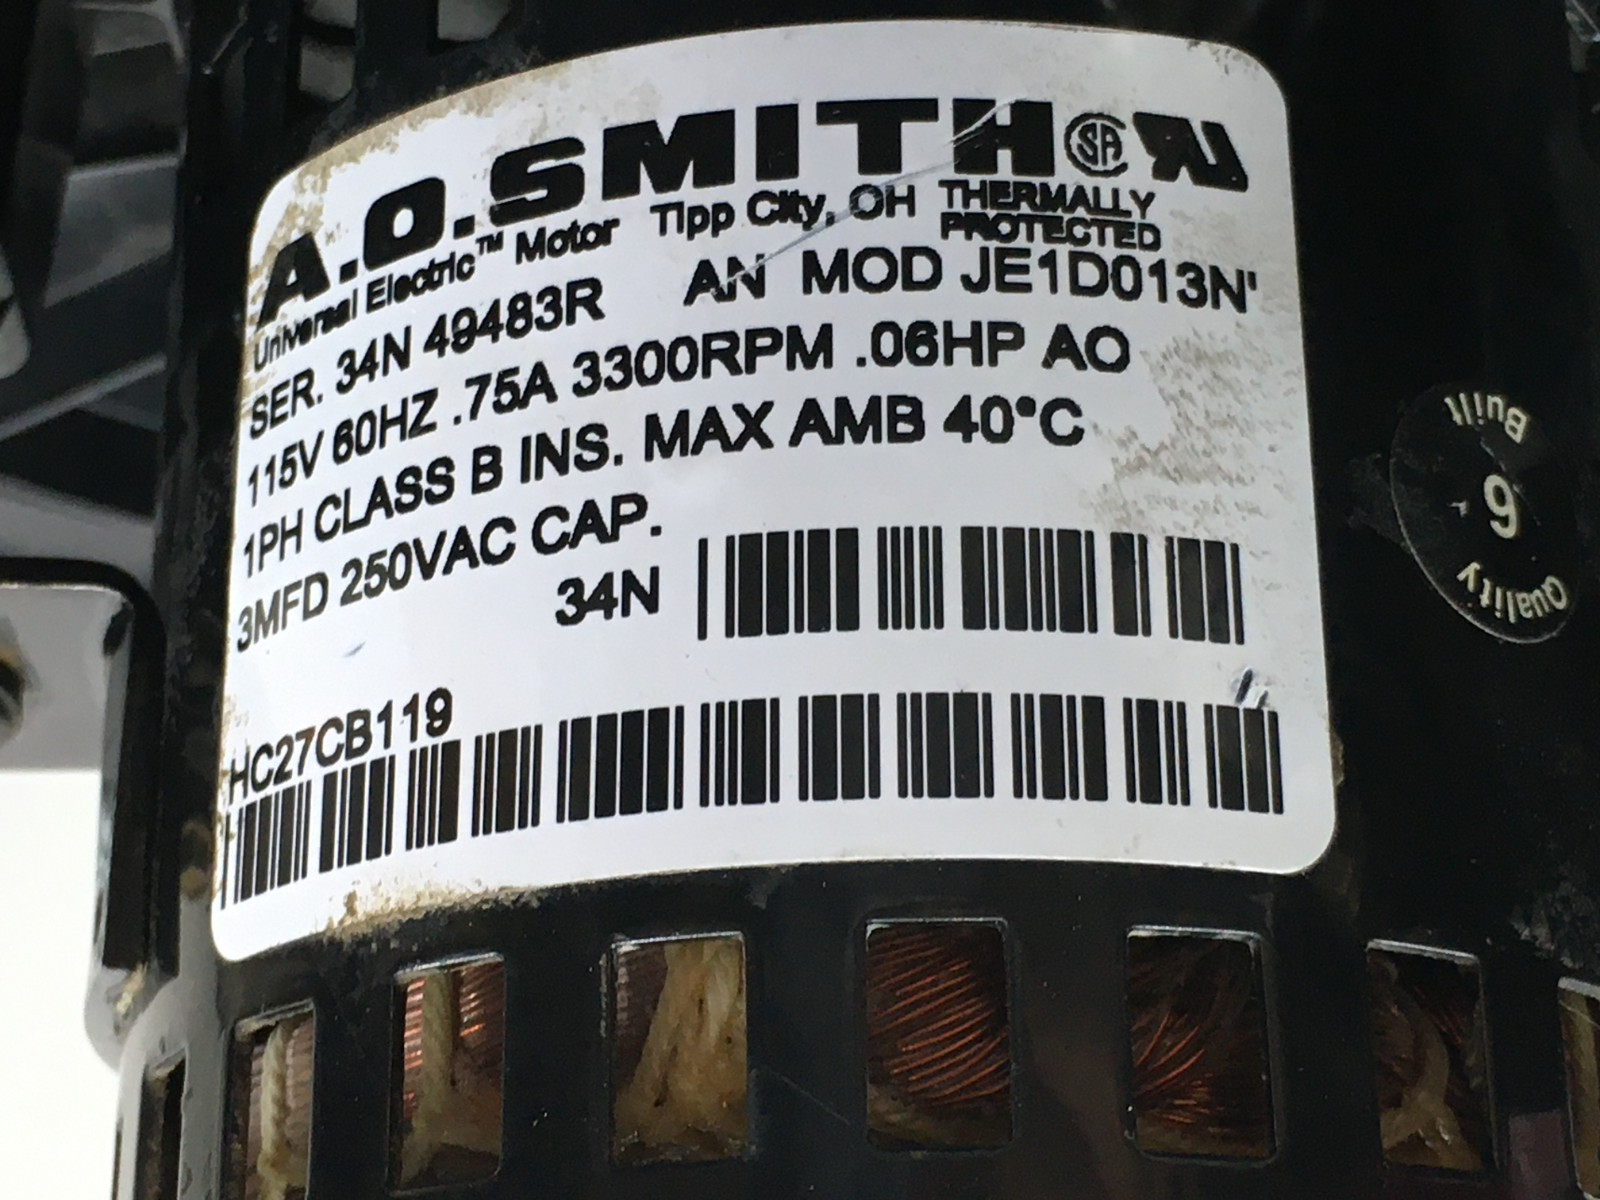 A.O.SMITH
Universal Electric™ Motor Tipp City, OH THERMALLY
PROTECTED
SER. 34N 49483R AN MOD JE1D013N'
115V 60HZ .75A 3300RPM .06HP AO
1PH CLASS B INS. MAX AMB 40°C
3MFD 250VAC CAP.
34N
HC27CB119
Built
6
Quality